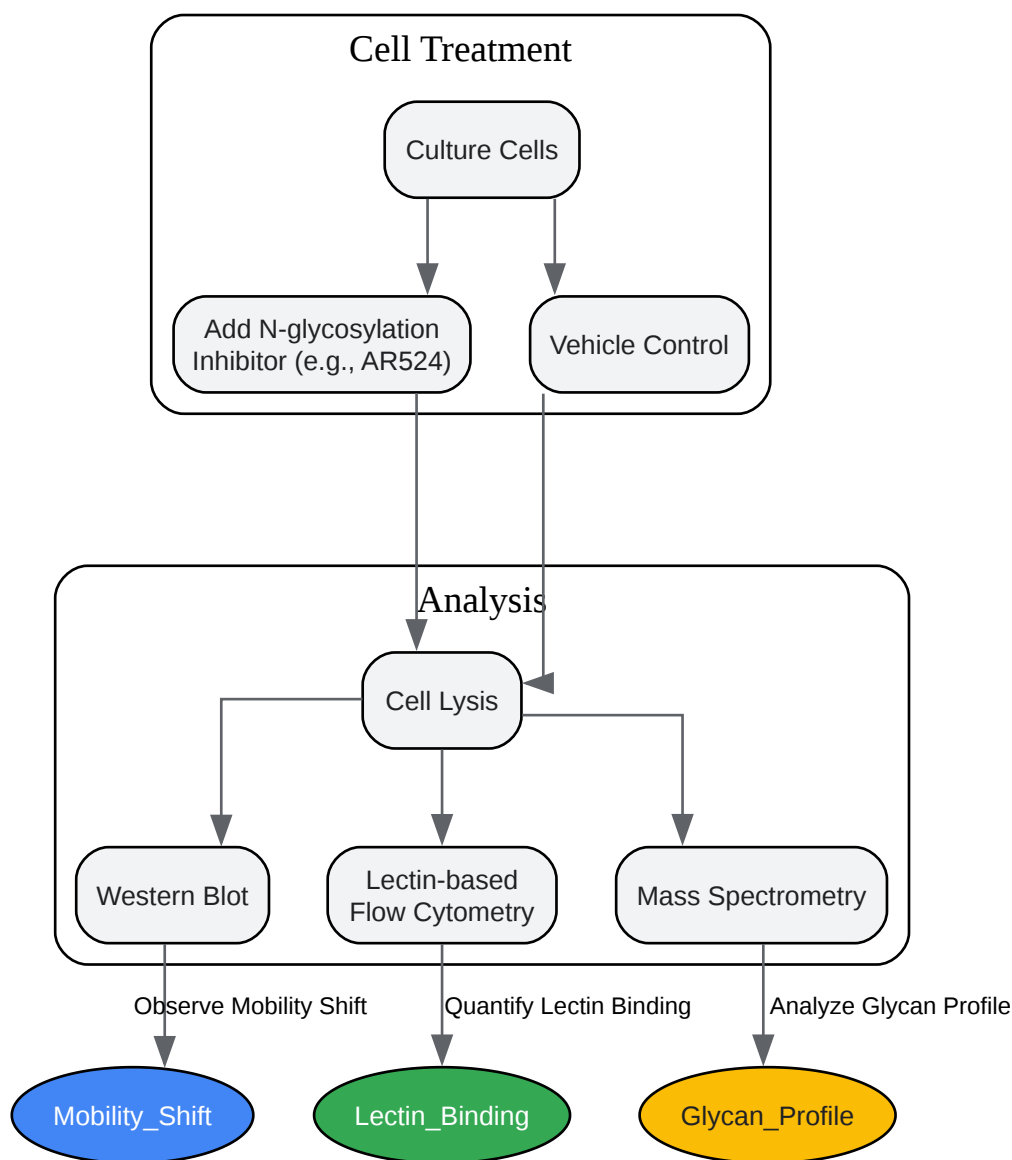 Cell Treatment
Culture Cells
Add N-glycosylation
Inhibitor (e.g., AR524)
Vehicle Control
Analysis
Cell Lysis
Western Blot
Lectin-based
Flow Cytometry
Mass Spectrometry
Observe Mobility Shift
Quantify Lectin Binding
Analyze Glycan Profile
Mobility_Shift
Lectin_Binding
Glycan_Profile